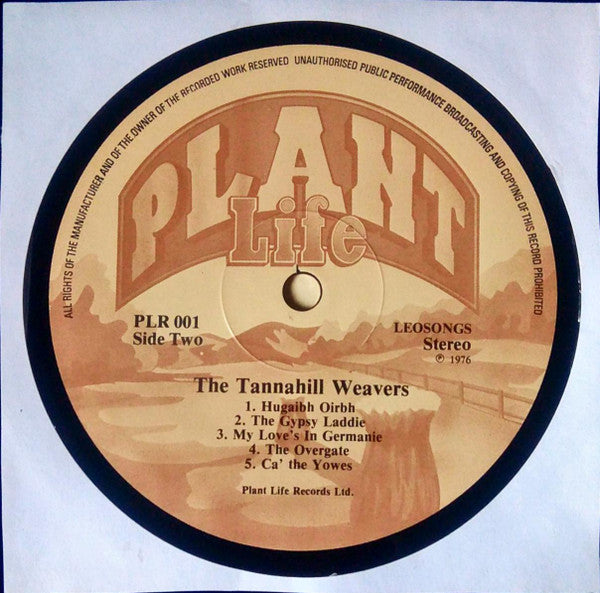 ALL RIGHTS OF THE MANUFACTURER AND OF THE OWNER OF THE RECORDED WORK RESERVED UNAUTHORISED PUBLIC PERFORMANCE BROADCASTING AND COPYING OF THIS RECORD PROHIBITED
PLANT
Life
PLR 001
Side Two
LEOSONGS
Stereo
℗ 1976
The Tannahill Weavers
1. Hugaibh Oirbh
2. The Gypsy Laddie
3. My Love's In Germanie
4. The Overgate
5. Ca' the Yowes
Plant Life Records Ltd.